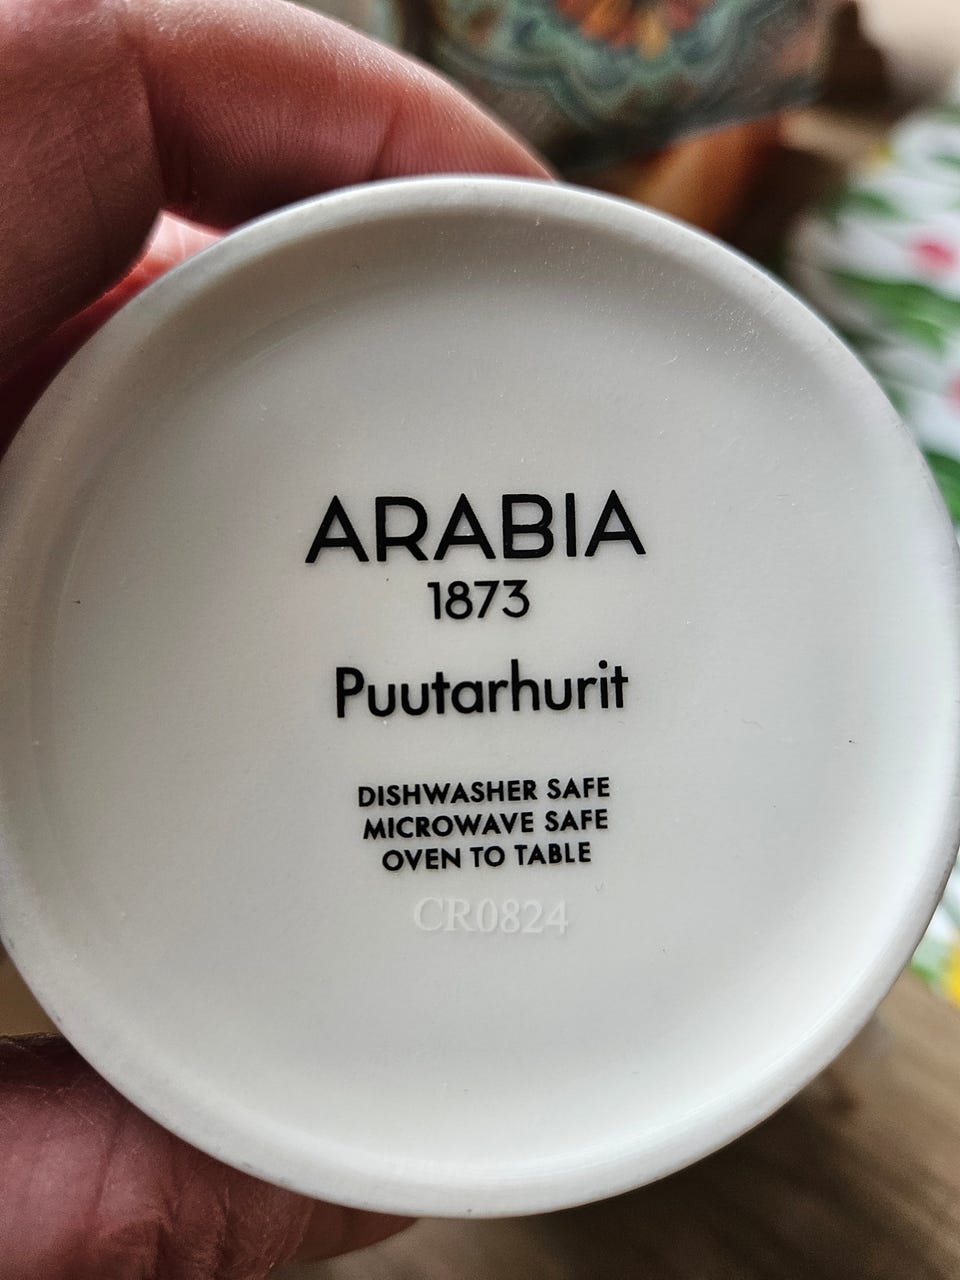 ARABIA
1873
Puutarhurit
DISHWASHER SAFE
MICROWAVE SAFE
OVEN TO TABLE
CR0824